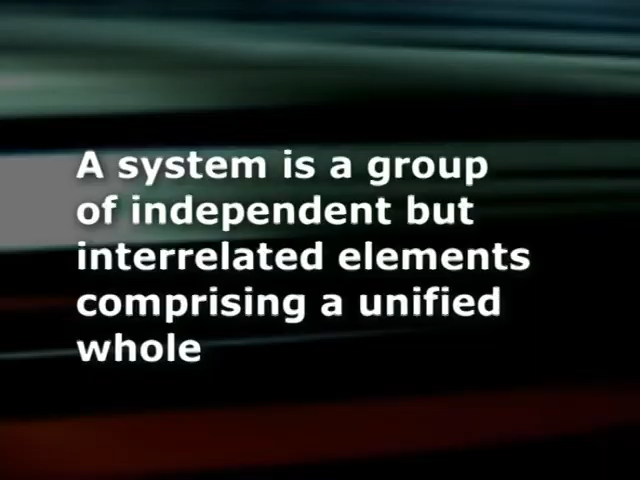 A system is a group
of independent but
interrelated elements
comprising a unified
whole